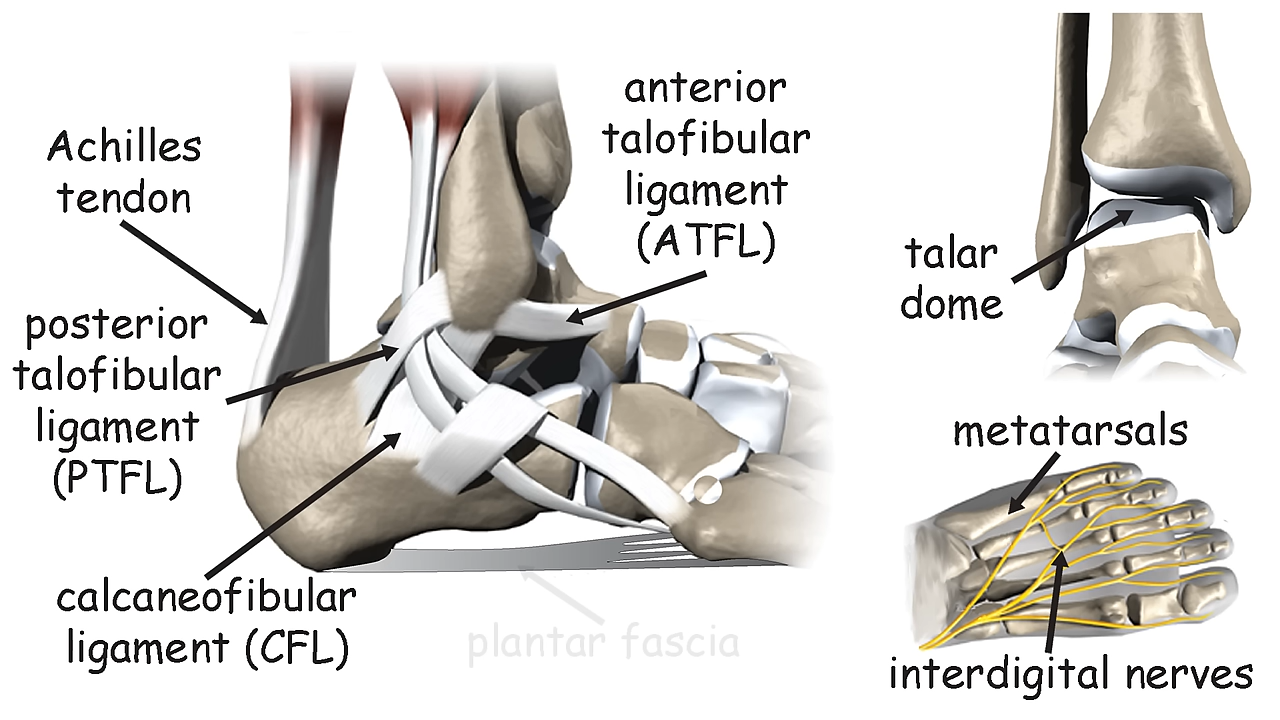 Achilles
tendon
posterior
talofibular
ligament
(PTFL)
calcaneofibular
ligament (CFL)
anterior
talofibular
ligament
(ATFL)
plantar fascia
talar
dome
metatarsals
interdigital nerves